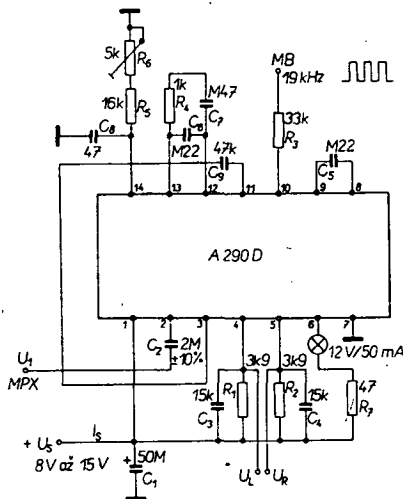 5k
R6
16k
R5
C8
47
1k
R4
M47
C7
C6
M22
47k
C9
MB
19 kHz
33k
R3
M22
C5
14
13
12
11
10
9
8
A 290 D
1
2
3
4
5
6
7
C2
2M
±10%
U1
MPX
3k9
3k9
12 V/50 mA
15k
C3
R1
R2
15k
C4
47
R7
+ US
IS
8V až 15 V
+
50M
C1
UL
UR